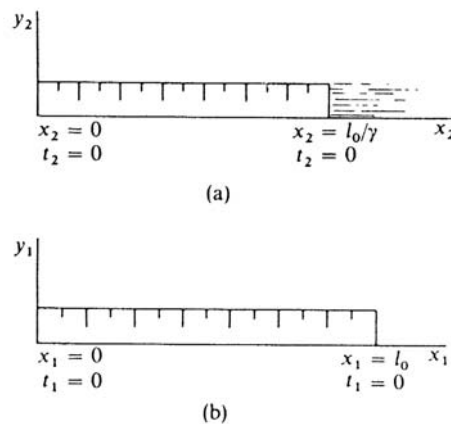 y₂
x₂ = 0 x₂ = l₀/γ x₂
t₂ = 0 t₂ = 0
(a)
y₁
x₁ = 0 x₁ = l₀ x₁
t₁ = 0 t₁ = 0
(b)